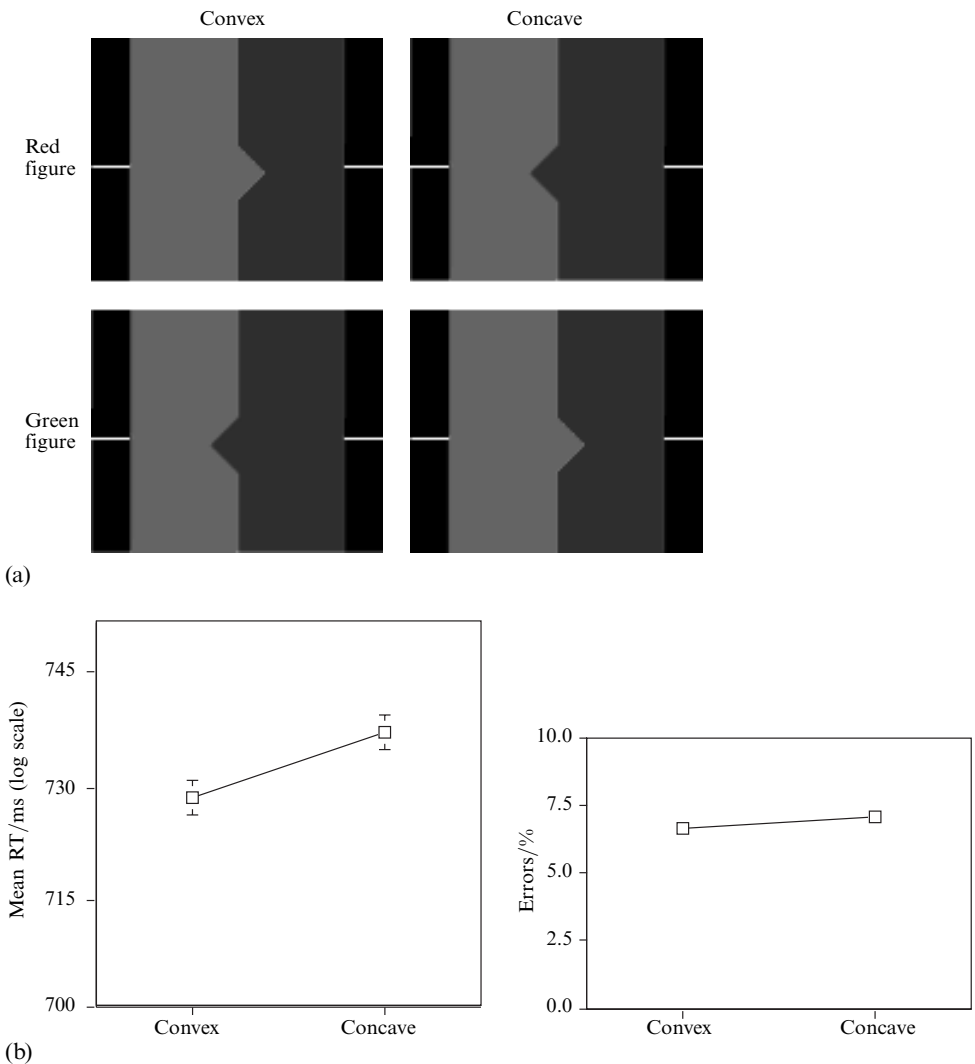 Convex
Concave
Red
figure
Green
figure
(a)
Mean RT/ms (log scale)
745
730
715
700
Convex
Concave
Errors/%
10.0
7.5
5.0
2.5
0.0
Convex
Concave
(b)